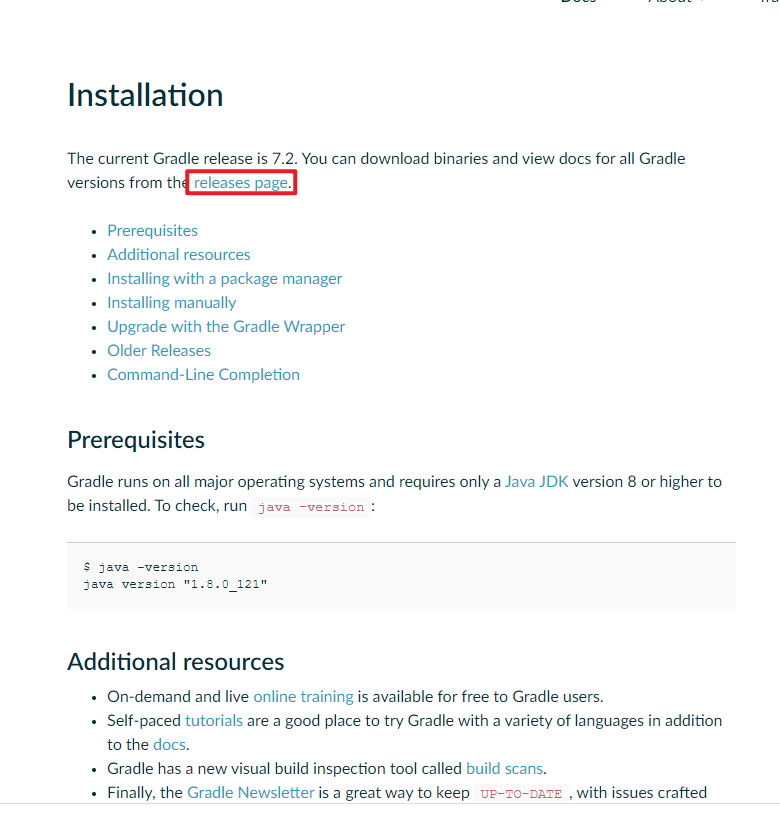 Installation
The current Gradle release is 7.2. You can download binaries and view docs for all Gradle
versions from the releases page.
Prerequisites
Additional resources
Installing with a package manager
Installing manually
Upgrade with the Gradle Wrapper
Older Releases
Command-Line Completion
Prerequisites
Gradle runs on all major operating systems and requires only a Java JDK version 8 or higher to
be installed. To check, run java -version :
$ java -version
java version "1.8.0_121"
Additional resources
On-demand and live online training is available for free to Gradle users.
Self-paced tutorials are a good place to try Gradle with a variety of languages in addition
to the docs.
Gradle has a new visual build inspection tool called build scans.
Finally, the Gradle Newsletter is a great way to keep UP-TO-DATE , with issues crafted